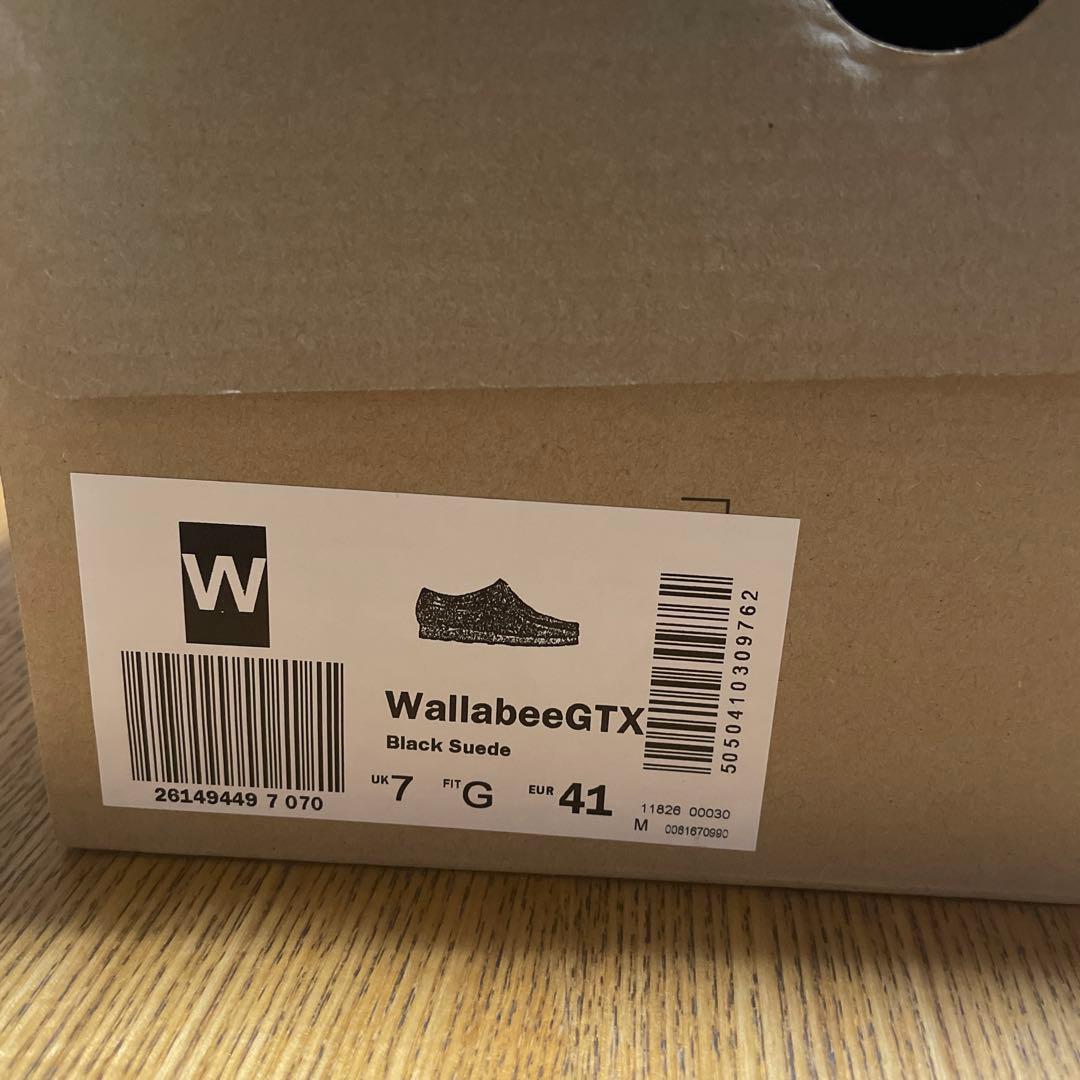 W
26149449 7 070
WallabeeGTX
Black Suede
UK 7 FIT G EUR 41
5050410309762
11826 00030
M 0081670990